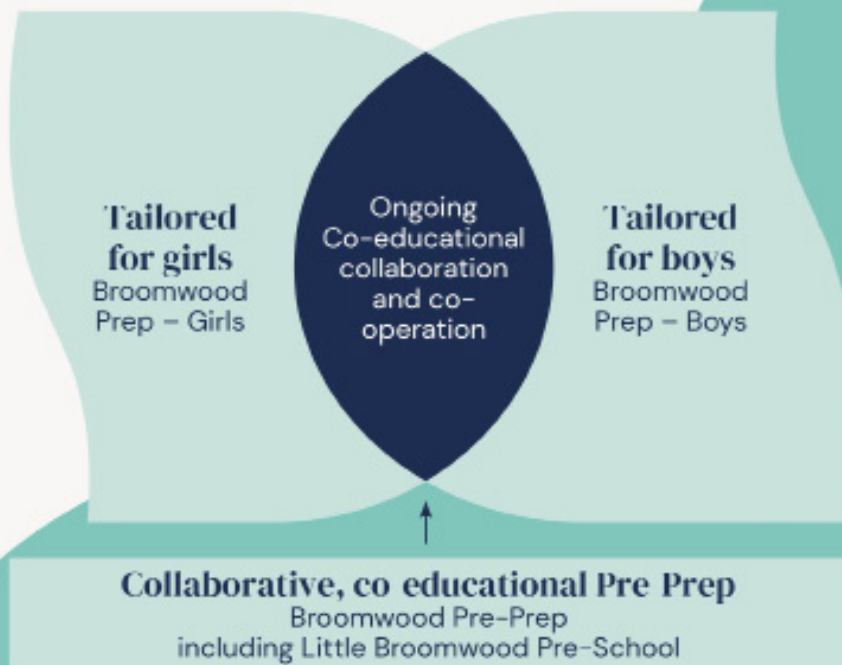 Tailored
for girls
Broomwood
Prep – Girls
Ongoing
Co-educational
collaboration
and co-
operation
Tailored
for boys
Broomwood
Prep – Boys
Collaborative, co educational Pre Prep
Broomwood Pre-Prep
including Little Broomwood Pre-School